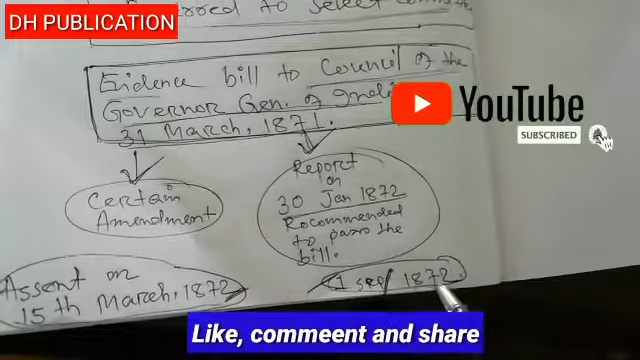 DH PUBLICATION
Referred to Select Committee
Evidence bill to Council of the
Governor Gen. of India
31 March, 1871.
YouTube
SUBSCRIBED
Certain
Amendment
Report
on
30 Jan 1872
Recommended
to pass the
bill.
Assent on
15th March, 1872
1 sep 1872.
Like, commeent and share